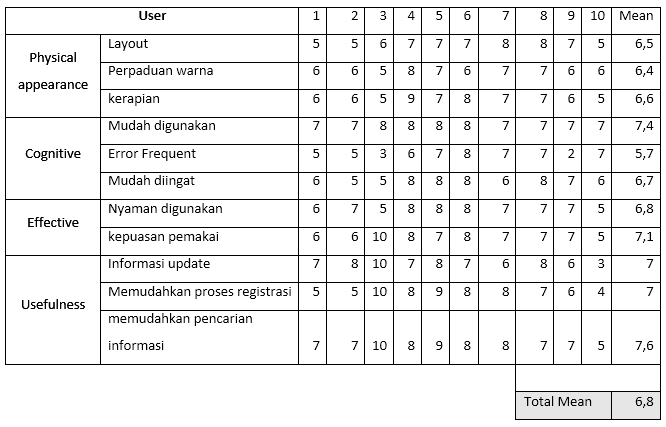 User 1 2 3 4 5 6 7 8 9 10 Mean
Physical appearance
Layout 5 5 6 7 7 7 8 8 7 5 6,5
Perpaduan warna 6 6 5 8 7 6 7 7 6 6 6,4
kerapian 6 6 5 9 7 8 7 7 6 5 6,6
Cognitive
Mudah digunakan 7 7 8 8 8 8 7 7 7 7 7,4
Error Frequent 5 5 3 6 7 8 7 7 2 7 5,7
Mudah diingat 6 5 5 8 8 8 6 8 7 6 6,7
Effective
Nyaman digunakan 6 7 5 8 8 8 7 7 7 5 6,8
kepuasan pemakai 6 6 10 8 7 8 7 7 7 5 7,1
Usefulness
Informasi update 7 8 10 7 8 7 6 8 6 3 7
Memudahkan proses registrasi 5 5 10 8 9 8 8 7 6 4 7
memudahkan pencarian
informasi 7 7 10 8 9 8 8 7 7 5 7,6
Total Mean 6,8